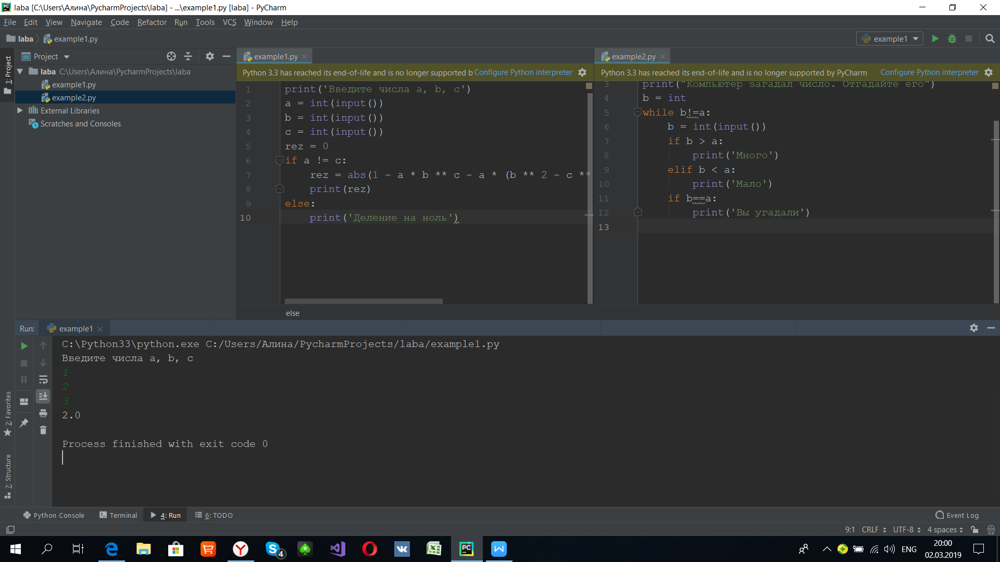 laba [C:\Users\Алина\PycharmProjects\laba] - ...\example1.py [laba] - PyCharm
File Edit View Navigate Code Refactor Run Tools VCS Window Help
laba example1.py
example1
1: Project
Project
laba C:\Users\Алина\PycharmProjects\laba
example1.py
example2.py
External Libraries
Scratches and Consoles
example1.py
Python 3.3 has reached its end-of-life and is no longer supported b Configure Python interpreter
1 print('Введите числа a, b, c')
2 a = int(input())
3 b = int(input())
4 c = int(input())
5 rez = 0
6 if a != c:
7 rez = abs(1 - a * b ** c - a * (b ** 2 - c **
8 print(rez)
9 else:
10 print('Деление на ноль')
else
example2.py
Python 3.3 has reached its end-of-life and is no longer supported by PyCharm Configure Python interpreter
3 print("Компьютер загадал число. Отгадайте его")
4 b = int
5 while b!=a:
6 b = int(input())
7 if b > a:
8 print('Много')
9 elif b < a:
10 print('Мало')
11 if b==a:
12 print('Вы угадали')
13
Run: example1
C:\Python33\python.exe C:/Users/Алина/PycharmProjects/laba/example1.py
Введите числа a, b, c
1
2
3
2.0
Process finished with exit code 0
2: Favorites
7: Structure
Python Console Terminal 4: Run 6: TODO Event Log
9:1 CRLF UTF-8 4 spaces
4
PC
ENG
20:00
02.03.2019